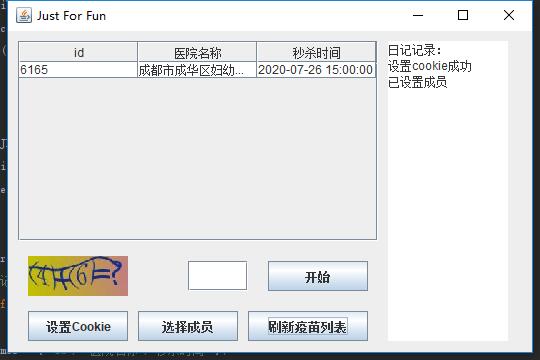 Just For Fun
id 医院名称 秒杀时间
6165 成都市成华区妇幼... 2020-07-26 15:00:00
日记记录：
设置cookie成功
已设置成员
4+6=?
开始
设置Cookie 选择成员 刷新疫苗列表